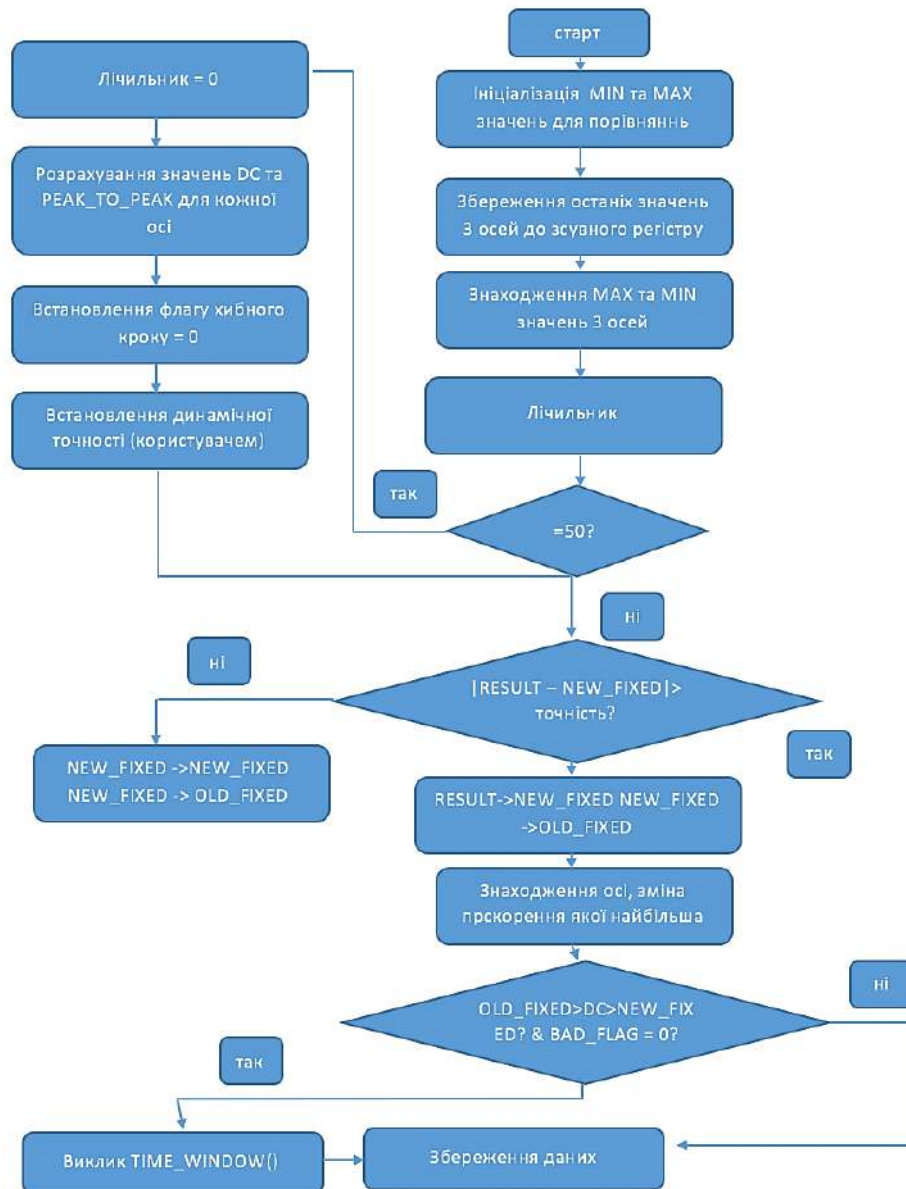 старт
Ініціалізація MIN та MAX
значень для порівняннь
Збереження останіх значень
3 осей до зсувного регістру
Знаходження MAX та MIN
значень 3 осей
Лічильник
=50?
так
Лічильник = 0
Розрахування значень DC та
PEAK_TO_PEAK для кожної
осі
Встановлення флагу хибного
кроку = 0
Встановлення динамічної
точності (користувачем)
ні
|RESULT – NEW_FIXED|>
точність?
ні
NEW_FIXED ->NEW_FIXED
NEW_FIXED -> OLD_FIXED
так
RESULT->NEW_FIXED NEW_FIXED
->OLD_FIXED
Знаходження осі, зміна
прскорення якої найбільша
OLD_FIXED>DC>NEW_FIX
ED? & BAD_FLAG = 0?
ні
так
Виклик TIME_WINDOW()
Збереження даних